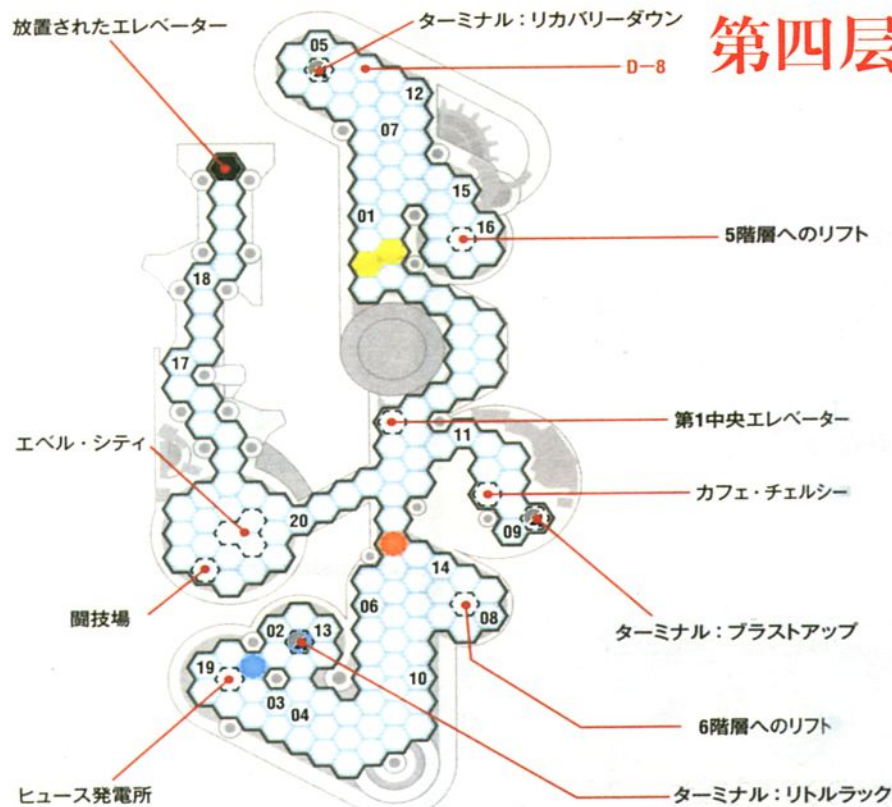 第四層
放置されたエレベーター
ターミナル：リカバリーダウン
D−8
05
12
07
15
01
16
5階層へのリフト
18
17
第1中央エレベーター
エベル・シティ
11
カフェ・チェルシー
20
09
14
闘技場
06
08
ターミナル：ブラストアップ
02
13
19
10
03
04
6階層へのリフト
ヒュース発電所
ターミナル：リトルラック